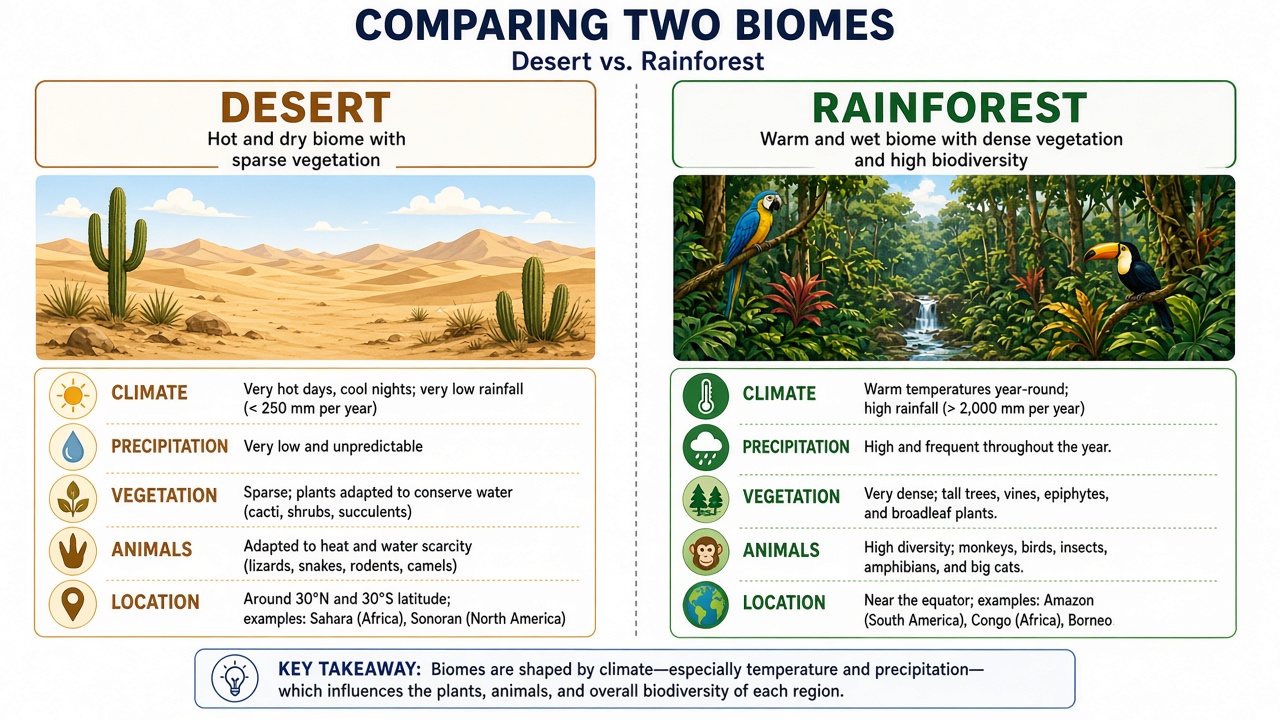 COMPARING TWO BIOMES
Desert vs. Rainforest
DESERT
Hot and dry biome with
sparse vegetation
CLIMATE
Very hot days, cool nights; very low rainfall
(< 250 mm per year)
PRECIPITATION
Very low and unpredictable
VEGETATION
Sparse; plants adapted to conserve water
(cacti, shrubs, succulents)
ANIMALS
Adapted to heat and water scarcity
(lizards, snakes, rodents, camels)
LOCATION
Around 30°N and 30°S latitude;
examples: Sahara (Africa), Sonoran (North America)
RAINFOREST
Warm and wet biome with dense vegetation
and high biodiversity
CLIMATE
Warm temperatures year-round;
high rainfall (> 2,000 mm per year)
PRECIPITATION
High and frequent throughout the year.
VEGETATION
Very dense; tall trees, vines, epiphytes,
and broadleaf plants.
ANIMALS
High diversity; monkeys, birds, insects,
amphibians, and big cats.
LOCATION
Near the equator; examples: Amazon
(South America), Congo (Africa), Borneo
KEY TAKEAWAY: Biomes are shaped by climate—especially temperature and precipitation—
which influences the plants, animals, and overall biodiversity of each region.